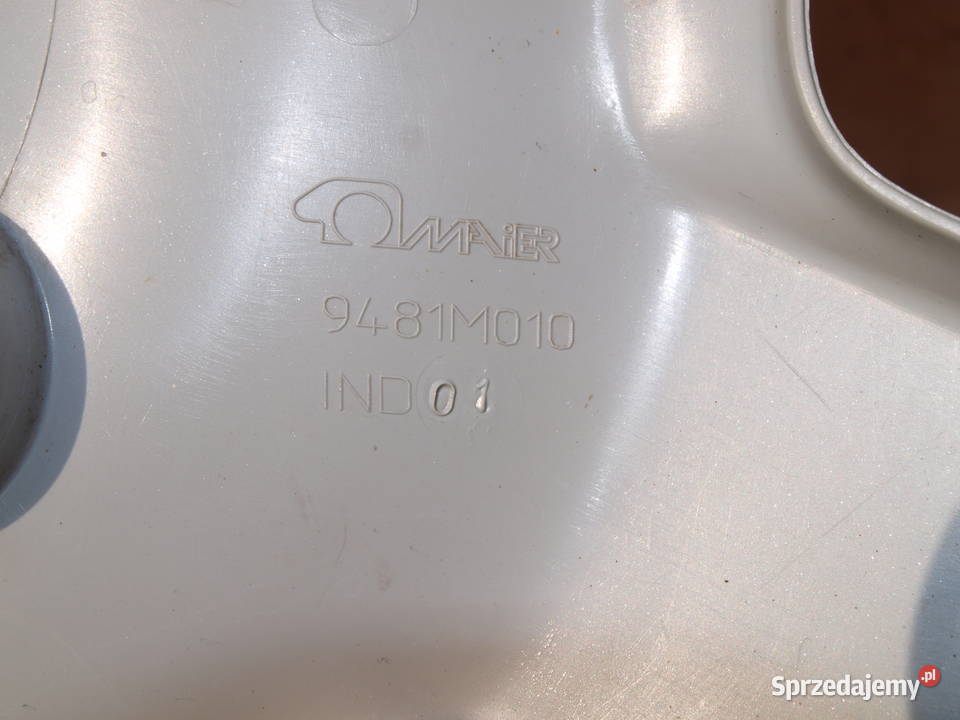 MAIER
9481M010
IND01
Sprzedajemy.pl